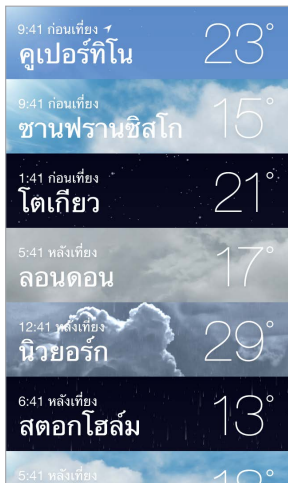 9:41 ก่อนเที่ยง
คูเปอร์ทิโน
23°
9:41 ก่อนเที่ยง
ซานฟรานซิสโก
15°
1:41 ก่อนเที่ยง
โตเกียว
21°
5:41 หลังเที่ยง
ลอนดอน
17°
12:41 หลังเที่ยง
นิวยอร์ก
29°
6:41 หลังเที่ยง
สตอกโฮล์ม
13°
5:41 หลังเที่ยง